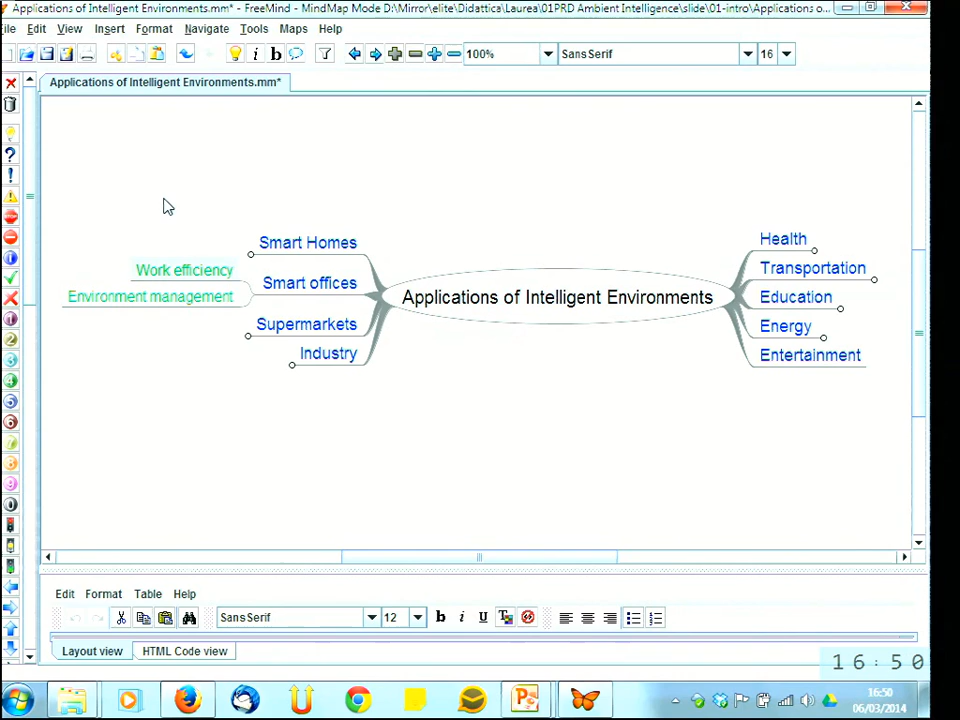 Applications of Intelligent Environments.mm* - FreeMind - MindMap Mode D:\Mirror\elite\Didattica\Laurea\01PRD Ambient Intelligence\slide\01-intro\Applications o...
ile Edit View Insert Format Navigate Tools Maps Help
100% SansSerif 16
Applications of Intelligent Environments.mm*
Smart Homes
Work efficiency
Smart offices
Environment management
Supermarkets
Industry
Applications of Intelligent Environments
Health
Transportation
Education
Energy
Entertainment
Edit Format Table Help
SansSerif 12 b i U
Layout view HTML Code view
16:50
16:50
06/03/2014